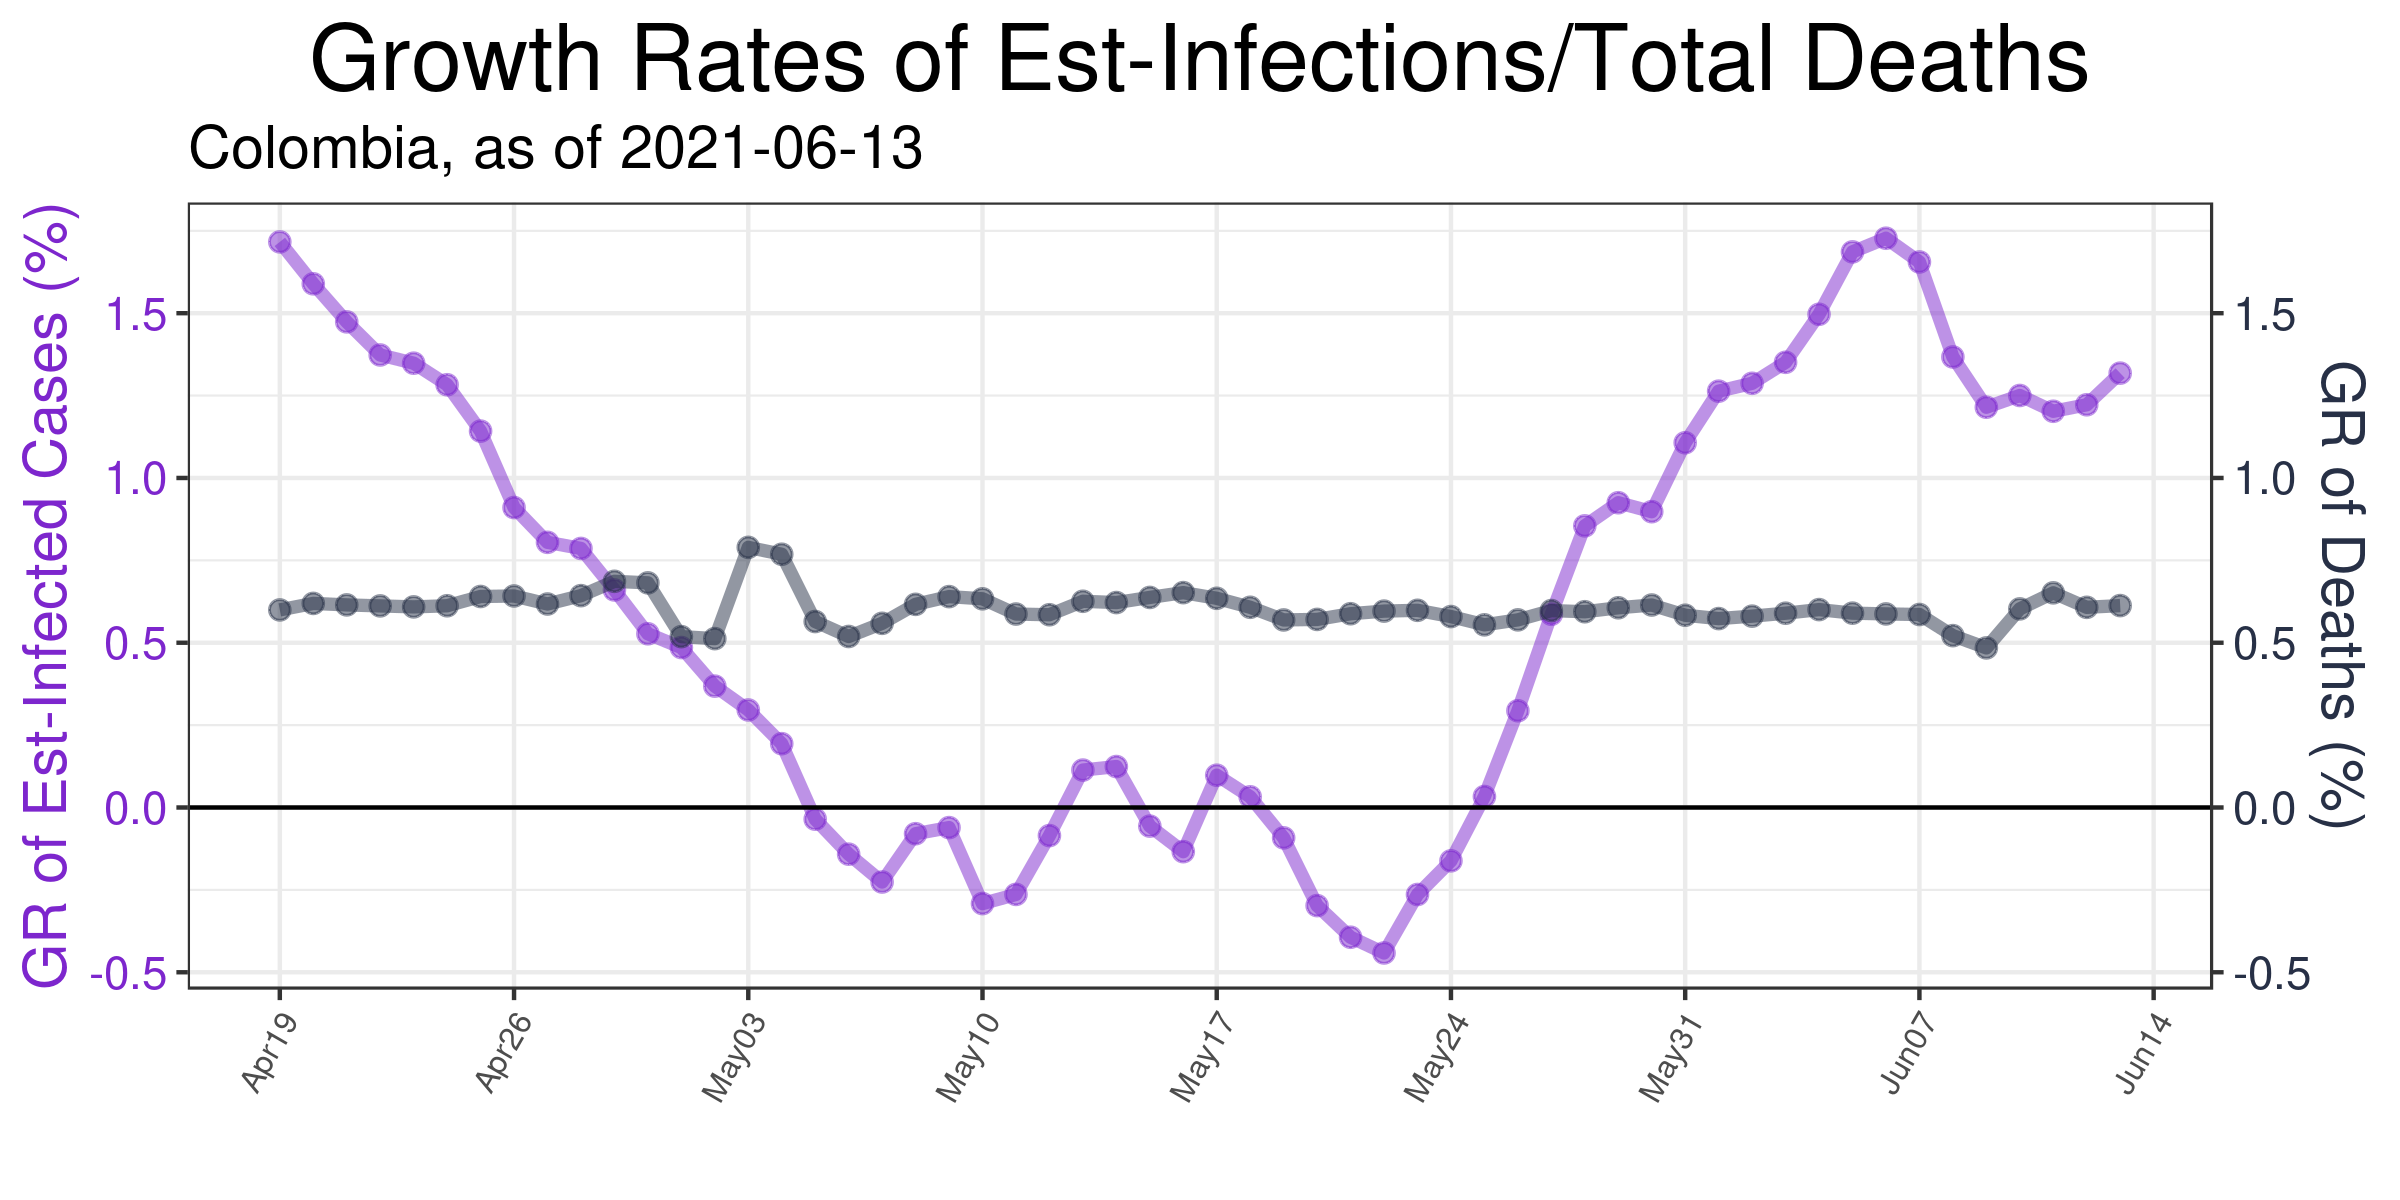 Growth Rates of Est-Infections/Total Deaths
Colombia, as of 2021-06-13
GR of Est-Infected Cases (%)
1.5
1.0
0.5
0.0
-0.5
1.5
1.0
0.5
0.0
-0.5
GR of Deaths (%)
Apr19
Apr26
May03
May10
May17
May24
May31
Jun07
Jun14